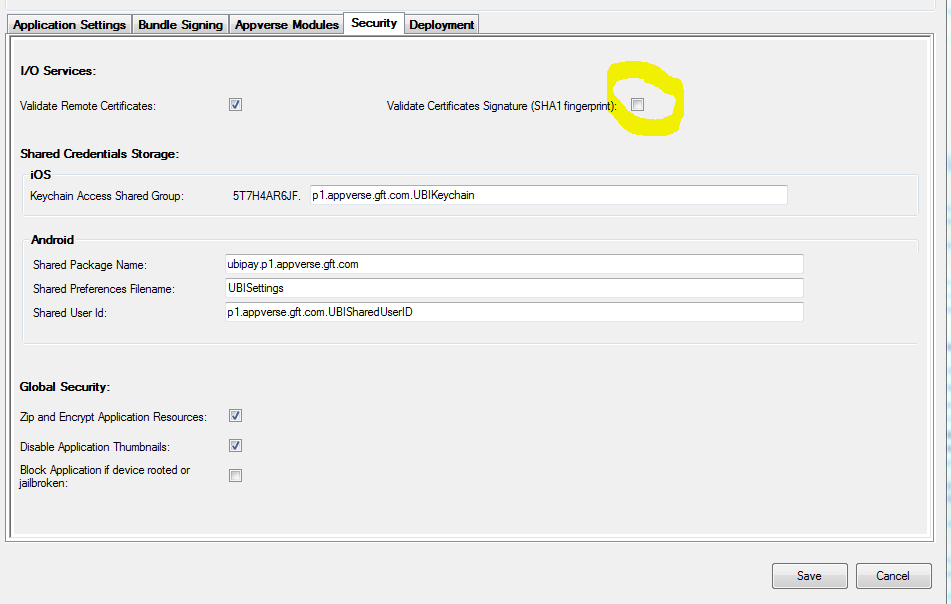 Application Settings Bundle Signing Appverse Modules Security Deployment
I/O Services:
Validate Remote Certificates: Validate Certificates Signature (SHA1 fingerprint):
Shared Credentials Storage:
iOS
Keychain Access Shared Group: 5T7H4AR6JF. p1.appverse.gft.com.UBIKeychain
Android
Shared Package Name: ubipay.p1.appverse.gft.com
Shared Preferences Filename: UBISettings
Shared User Id: p1.appverse.gft.com.UBISharedUserID
Global Security:
Zip and Encrypt Application Resources:
Disable Application Thumbnails:
Block Application if device rooted or
jailbroken:
Save Cancel